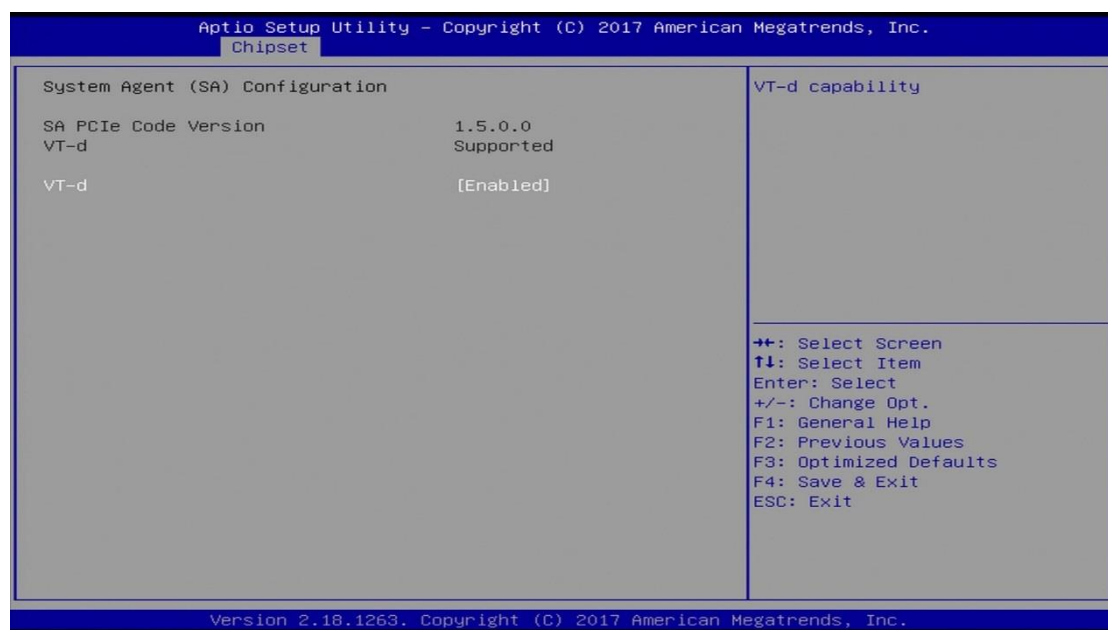 Aptio Setup Utility – Copyright (C) 2017 American Megatrends, Inc.
Chipset
System Agent (SA) Configuration
SA PCIe Code Version 1.5.0.0
VT-d Supported
VT-d [Enabled]
VT-d capability
→←: Select Screen
↑↓: Select Item
Enter: Select
+/-: Change Opt.
F1: General Help
F2: Previous Values
F3: Optimized Defaults
F4: Save & Exit
ESC: Exit
Version 2.18.1263. Copyright (C) 2017 American Megatrends, Inc.